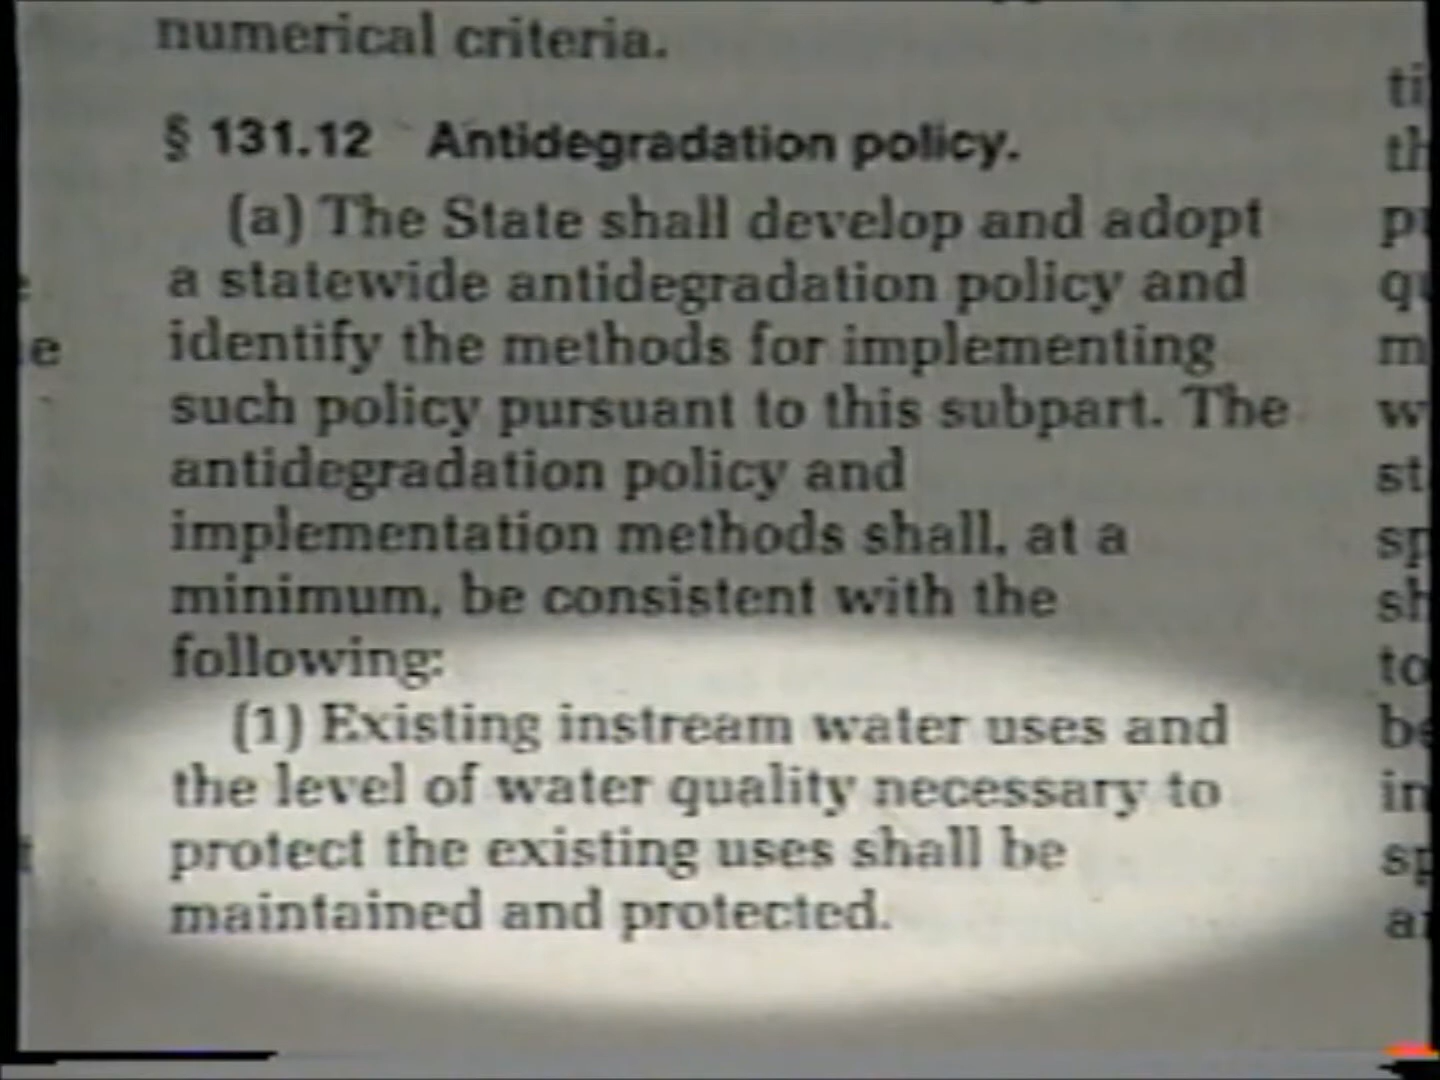 numerical criteria.
§ 131.12 Antidegradation policy.
(a) The State shall develop and adopt
a statewide antidegradation policy and
identify the methods for implementing
such policy pursuant to this subpart. The
antidegradation policy and
implementation methods shall, at a
minimum, be consistent with the
following:
(1) Existing instream water uses and
the level of water quality necessary to
protect the existing uses shall be
maintained and protected.